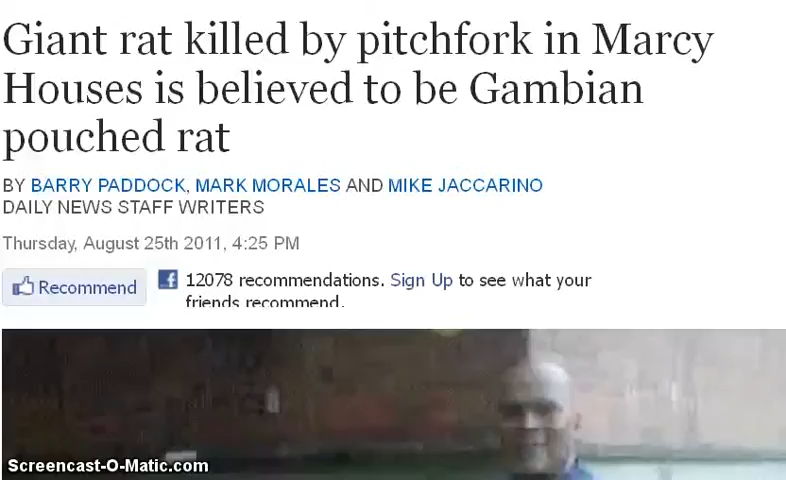 Giant rat killed by pitchfork in Marcy
Houses is believed to be Gambian
pouched rat
BY BARRY PADDOCK, MARK MORALES AND MIKE JACCARINO
DAILY NEWS STAFF WRITERS
Thursday, August 25th 2011, 4:25 PM
Recommend
12078 recommendations. Sign Up to see what your
friends recommend.
Screencast-O-Matic.com